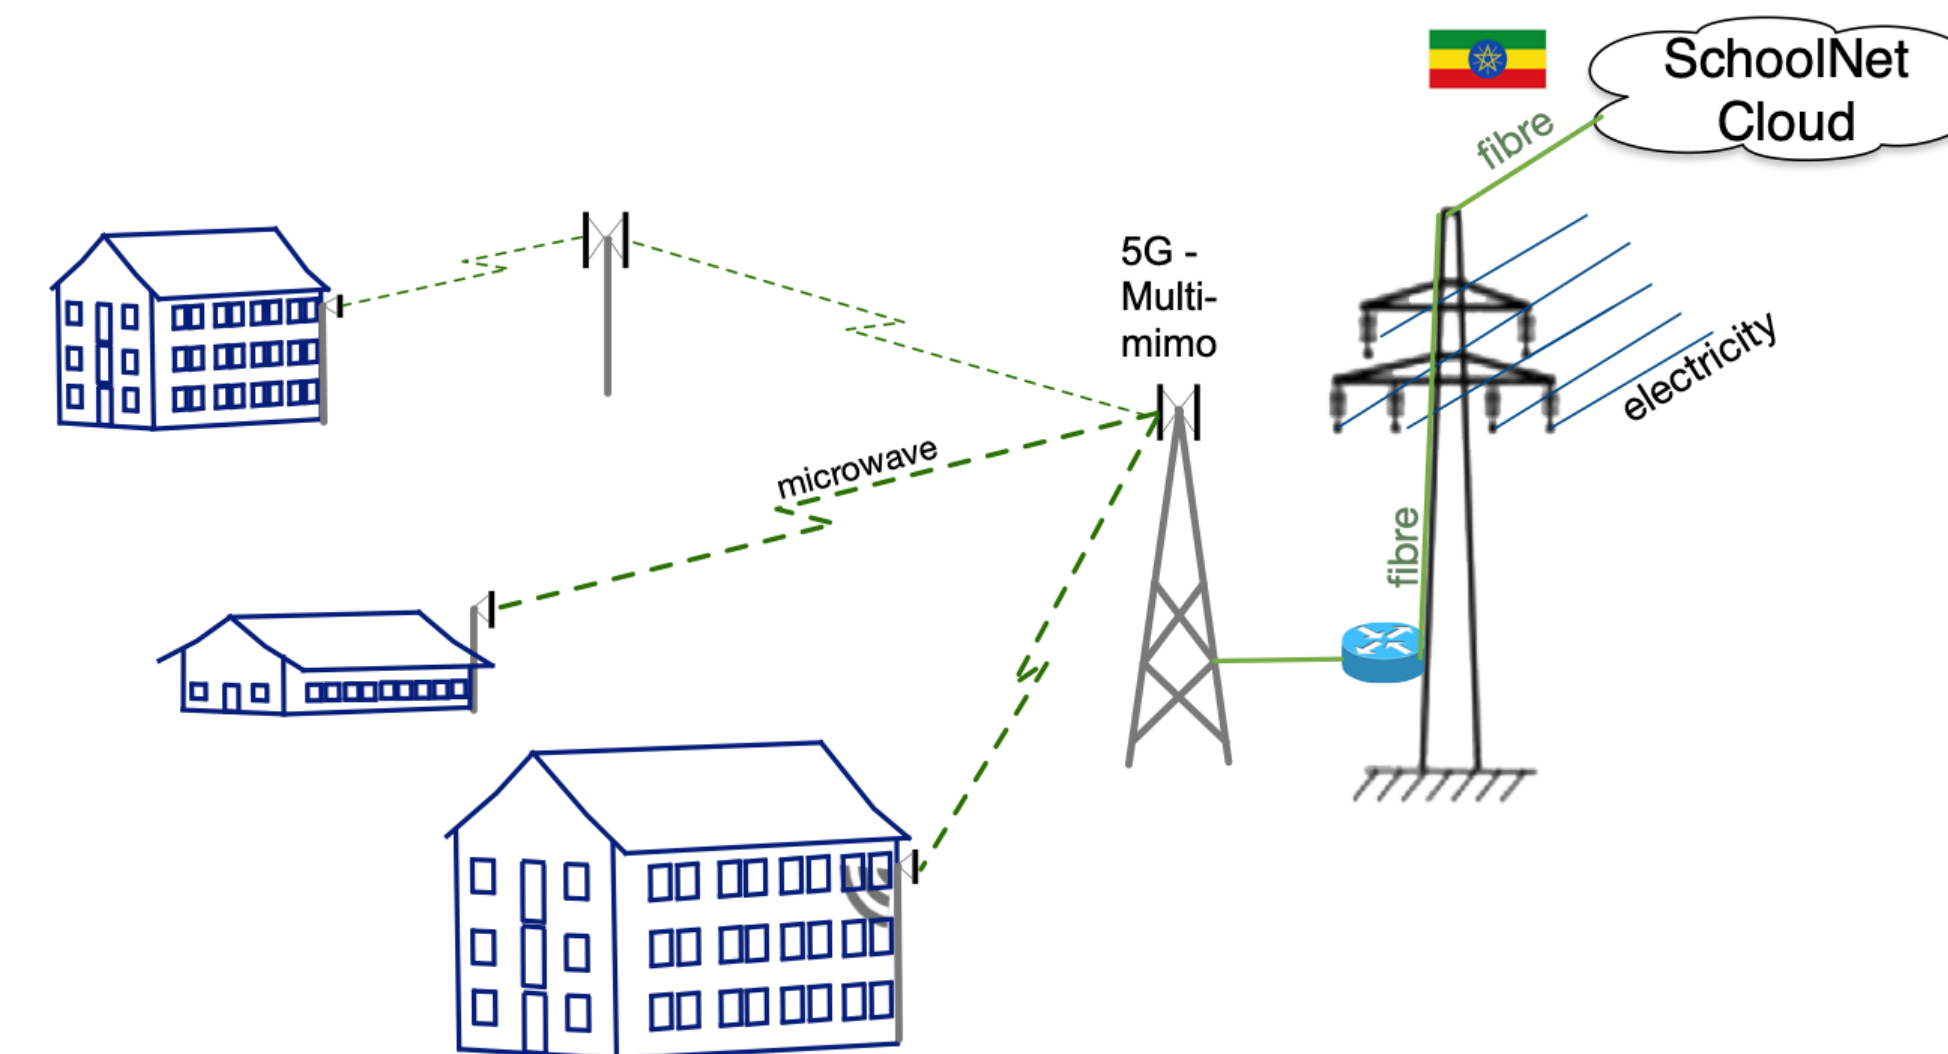 SchoolNet
Cloud
fibre
5G -
Multi-
mimo
electricity
microwave
fibre